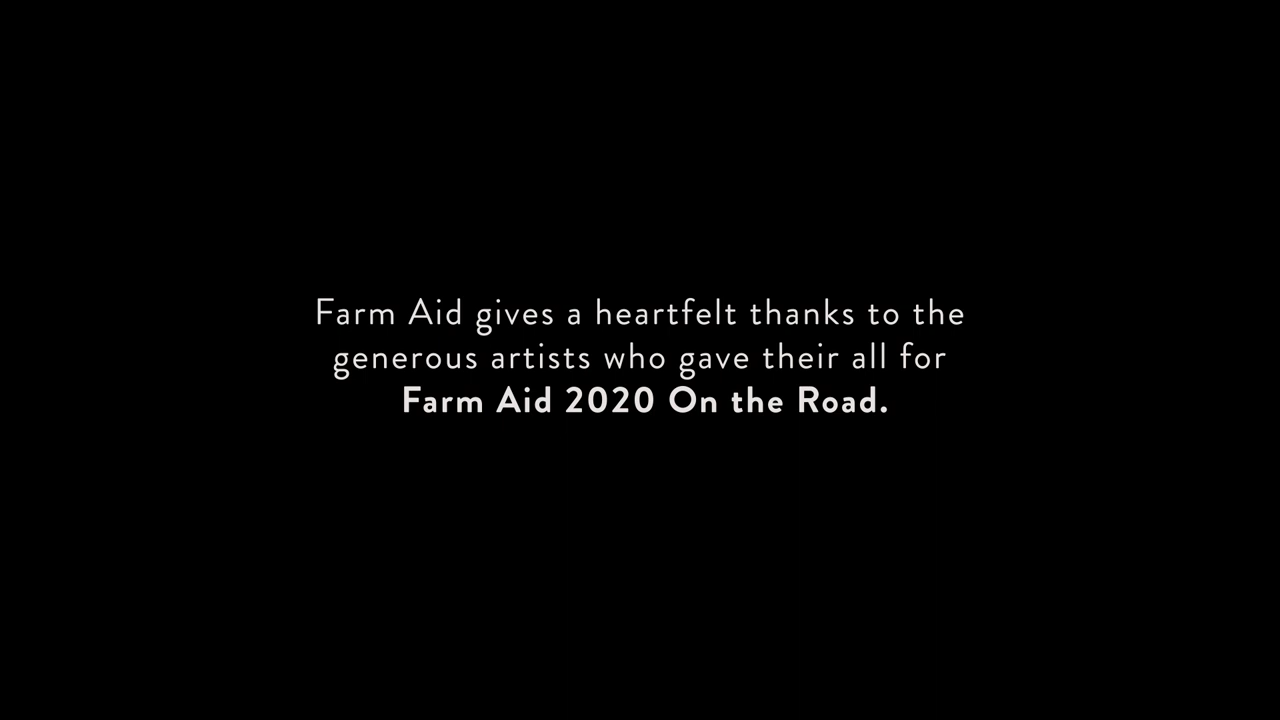 Farm Aid gives a heartfelt thanks to the
generous artists who gave their all for
Farm Aid 2020 On the Road.